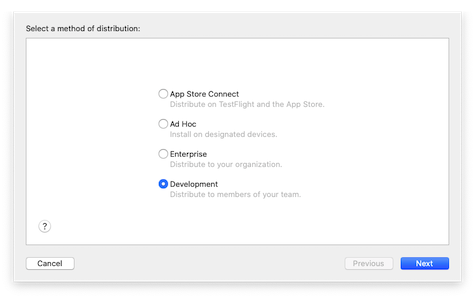 Select a method of distribution:
App Store Connect
Distribute on TestFlight and the App Store.
Ad Hoc
Install on designated devices.
Enterprise
Distribute to your organization.
Development
Distribute to members of your team.
?
Cancel
Previous
Next